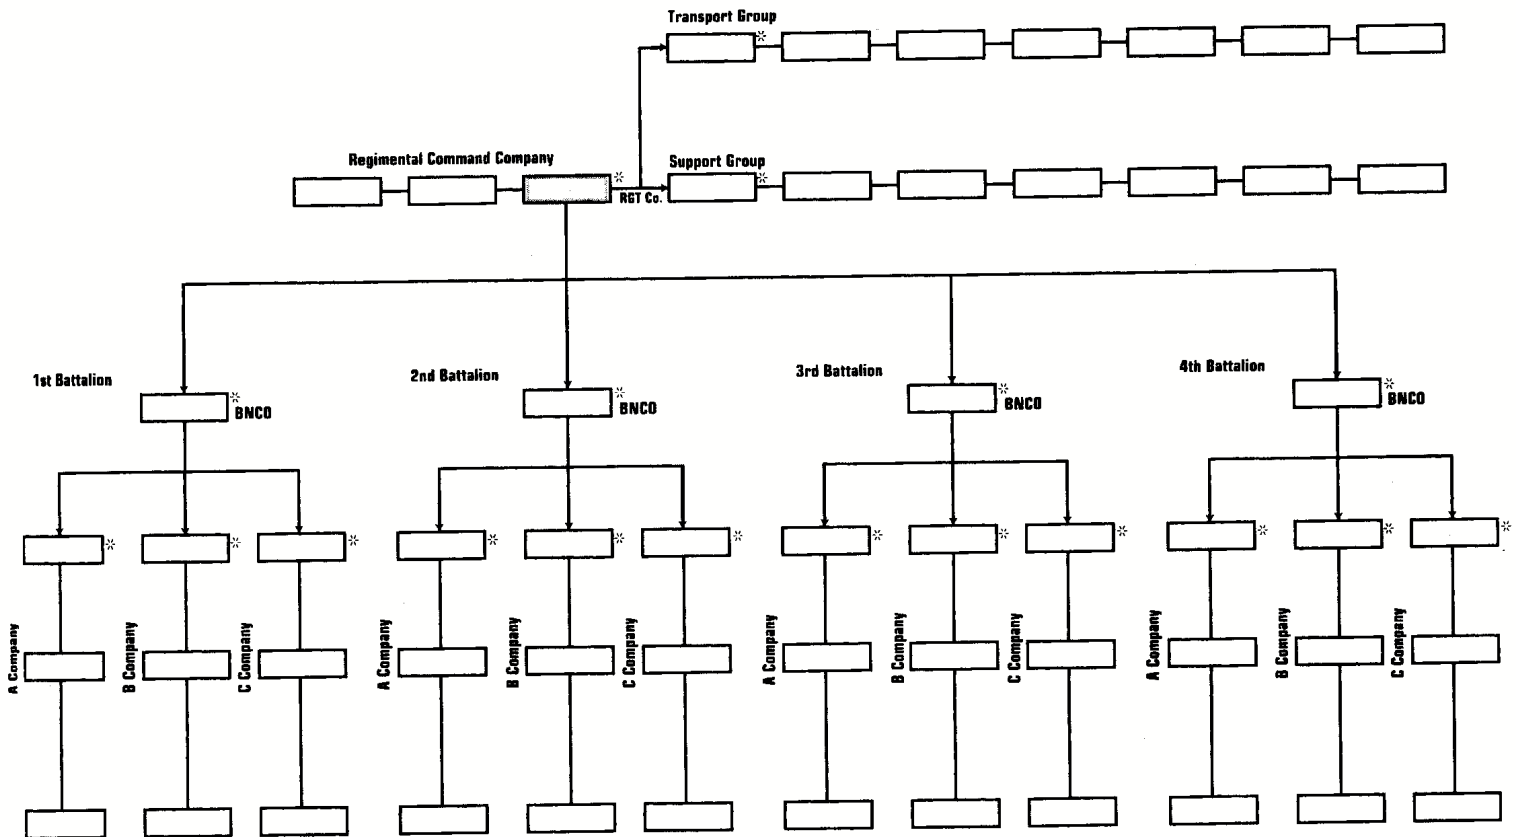 Transport Group
Regimental Command Company
Support Group
RGT Co.
1st Battalion
2nd Battalion
3rd Battalion
4th Battalion
BNCO
BNCO
BNCO
BNCO
A Company
B Company
C Company
A Company
B Company
C Company
A Company
B Company
C Company
A Company
B Company
C Company